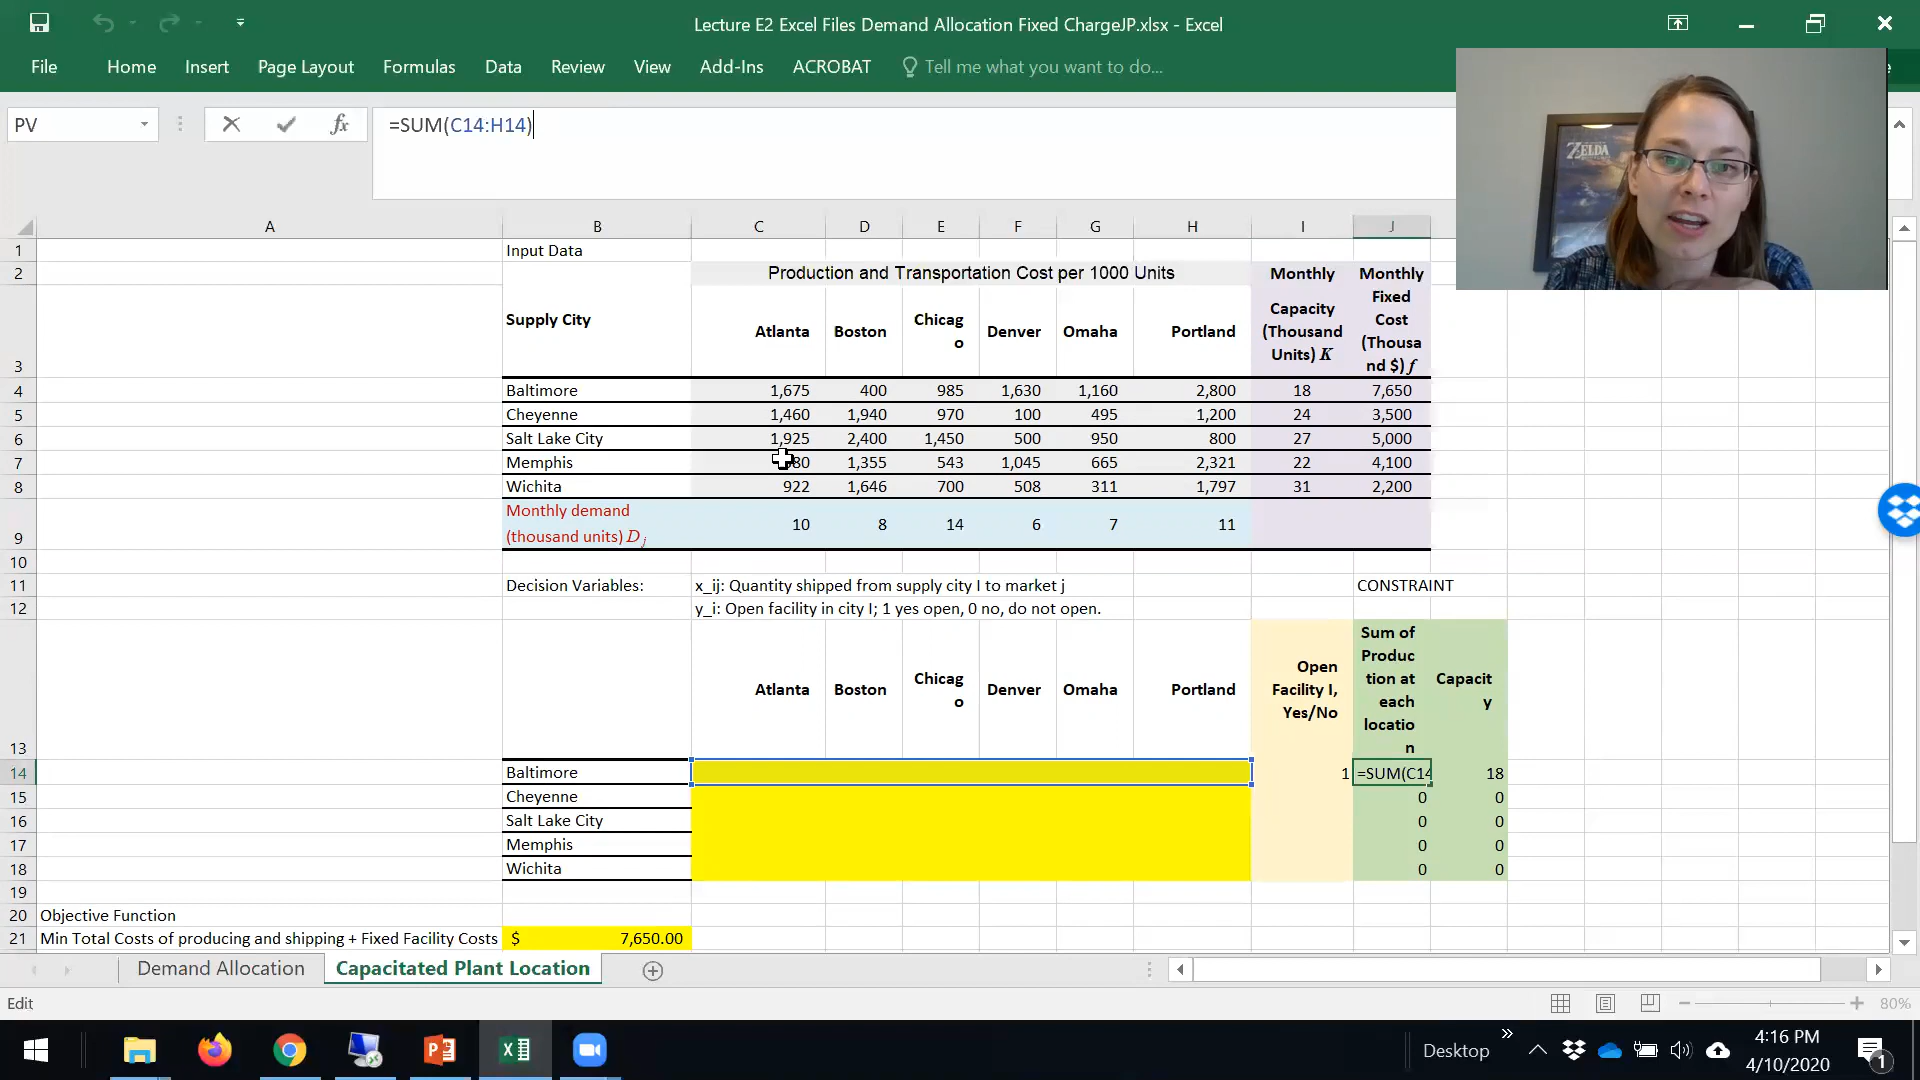 Lecture E2 Excel Files Demand Allocation Fixed ChargeJP.xlsx - Excel
File Home Insert Page Layout Formulas Data Review View Add-Ins ACROBAT Tell me what you want to do...
PV fx =SUM(C14:H14)
ZELDA
A B C D E F G H I J
1 Input Data
2 Production and Transportation Cost per 1000 Units Monthly Monthly
3 Supply City Atlanta Boston Chicag o Denver Omaha Portland Capacity (Thousand Units) K Fixed Cost (Thousa nd $) f
4 Baltimore 1,675 400 985 1,630 1,160 2,800 18 7,650
5 Cheyenne 1,460 1,940 970 100 495 1,200 24 3,500
6 Salt Lake City 1,925 2,400 1,450 500 950 800 27 5,000
7 Memphis 80 1,355 543 1,045 665 2,321 22 4,100
8 Wichita 922 1,646 700 508 311 1,797 31 2,200
Monthly demand
9 (thousand units) D j 10 8 14 6 7 11
10
11 Decision Variables: x_ij: Quantity shipped from supply city I to market j CONSTRAINT
12 y_i: Open facility in city I; 1 yes open, 0 no, do not open.
13 Atlanta Boston Chicag o Denver Omaha Portland Open Facility I, Yes/No Sum of Produc tion at each locatio n Capacit y
14 Baltimore 1 =SUM(C14 18
15 Cheyenne 0 0
16 Salt Lake City 0 0
17 Memphis 0 0
18 Wichita 0 0
19
20 Objective Function
21 Min Total Costs of producing and shipping + Fixed Facility Costs $ 7,650.00
Demand Allocation Capacitated Plant Location
Edit 80%
Desktop 4:16 PM
4/10/2020 1